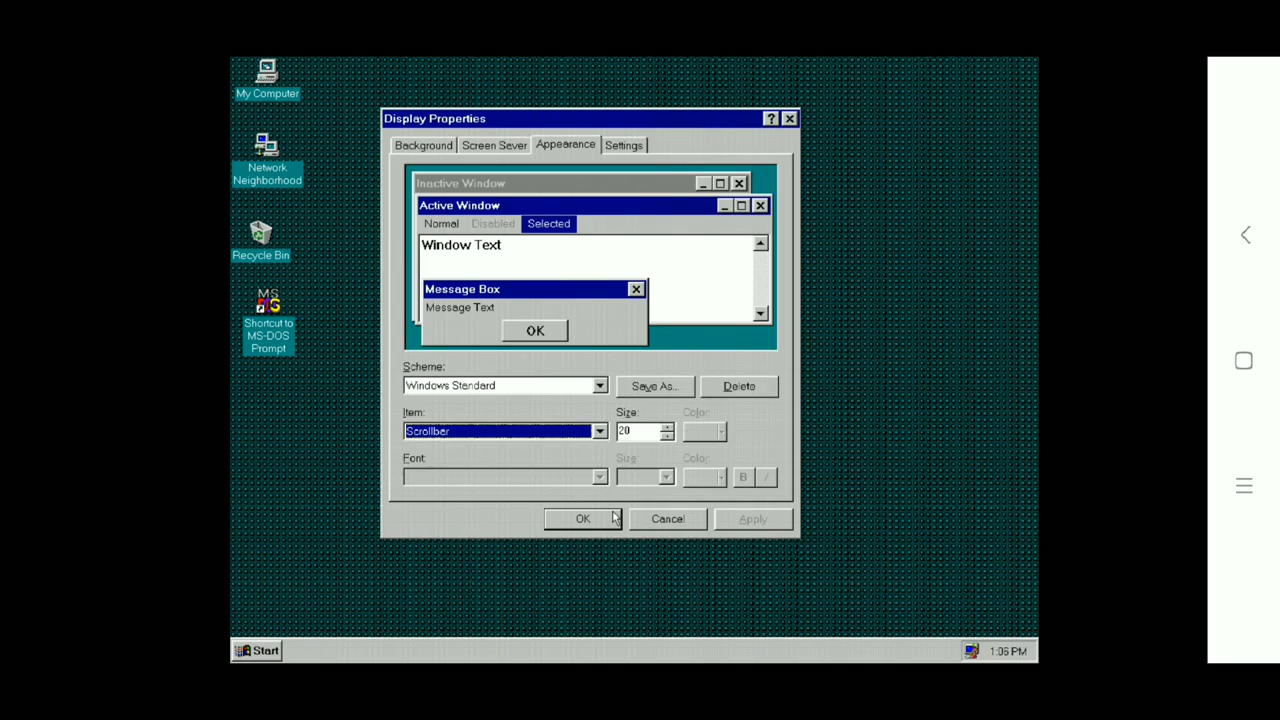 My Computer
Network
Neighborhood
Recycle Bin
MS
Shortcut to
MS-DOS
Prompt
Display Properties
?
Background
Screen Saver
Appearance
Settings
Inactive Window
Active Window
Normal
Disabled
Selected
Window Text
Message Box
Message Text
OK
Scheme:
Windows Standard
Save As...
Delete
Item:
Size:
Color:
Scrollbar
20
Font:
Size:
Color:
B
/
OK
Cancel
Apply
Start
1:06 PM